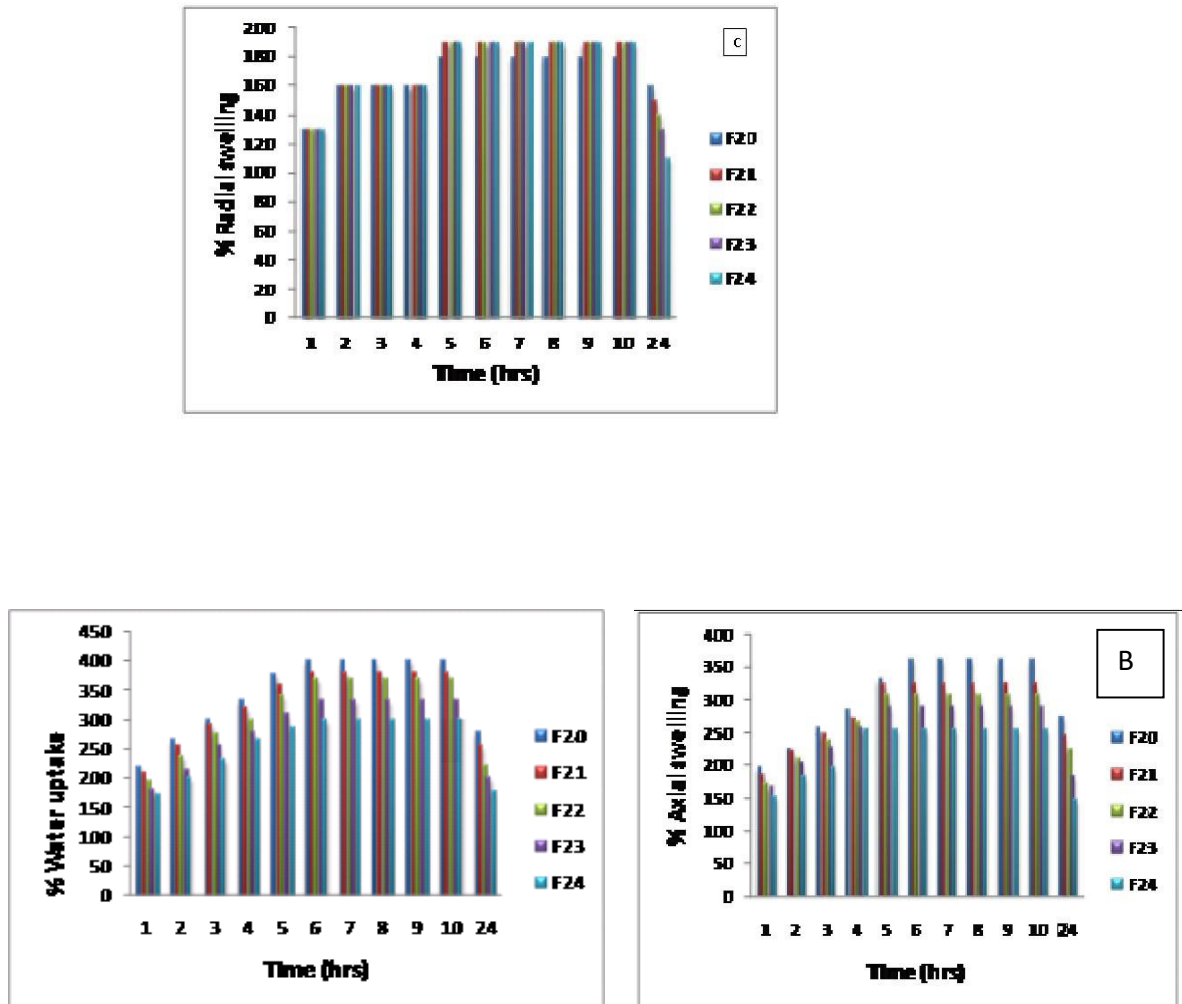 c
% Radial swelling
200
180
160
140
120
100
80
60
40
20
0
1 2 3 4 5 6 7 8 9 10 24
Time (hrs)
F20
F21
F22
F23
F24
% Water uptake
450
400
350
300
250
200
150
100
50
0
1 2 3 4 5 6 7 8 9 10 24
Time (hrs)
F20
F21
F22
F23
F24
B
% Axial swelling
400
350
300
250
200
150
100
50
0
1 2 3 4 5 6 7 8 9 10 24
Time (hrs)
F20
F21
F22
F23
F24